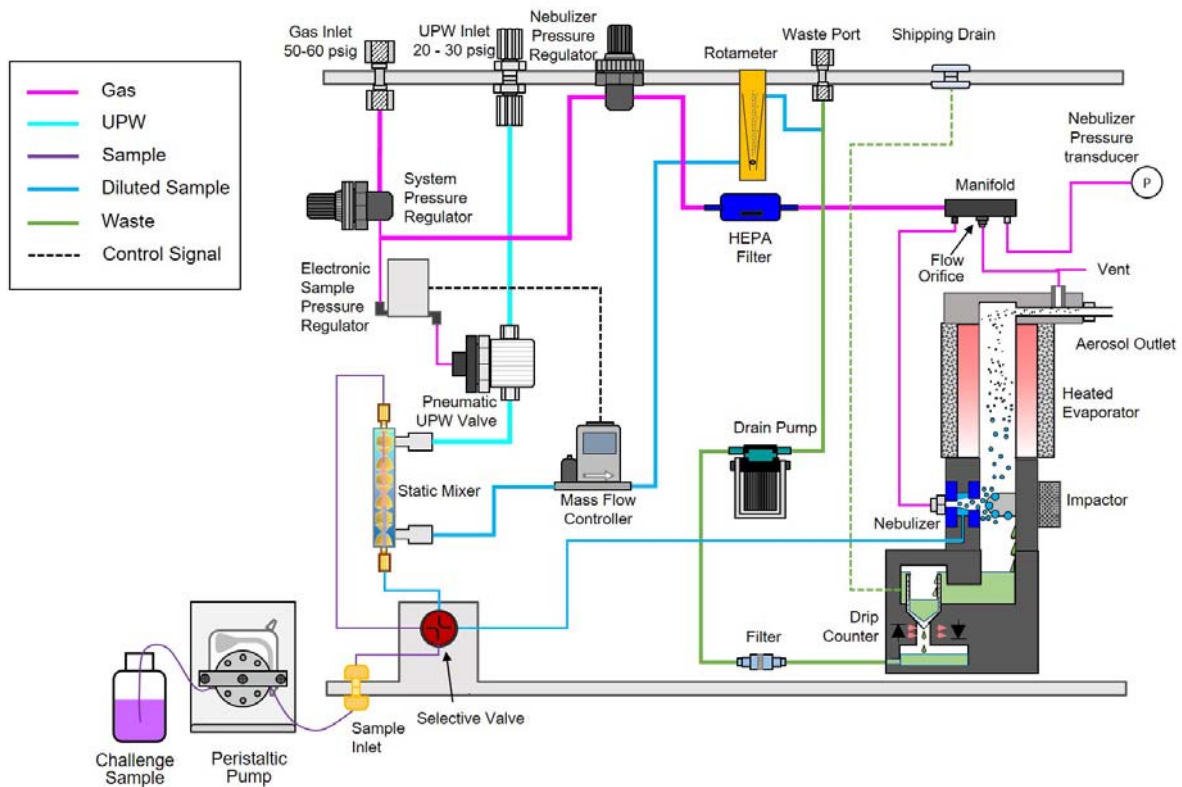 Gas Inlet
50-60 psig
UPW Inlet
20 - 30 psig
Nebulizer
Pressure
Regulator
Rotameter
Waste Port
Shipping Drain
Gas
UPW
Sample
Diluted Sample
Waste
Control Signal
System
Pressure
Regulator
Nebulizer
Pressure
transducer
P
Manifold
HEPA
Filter
Flow
Orifice
Vent
Electronic
Sample
Pressure
Regulator
Aerosol Outlet
Heated
Evaporator
Pneumatic
UPW Valve
Drain Pump
Static Mixer
Mass Flow
Controller
Nebulizer
Impactor
Drip
Counter
Filter
Selective Valve
Sample
Inlet
Challenge
Sample
Peristaltic
Pump